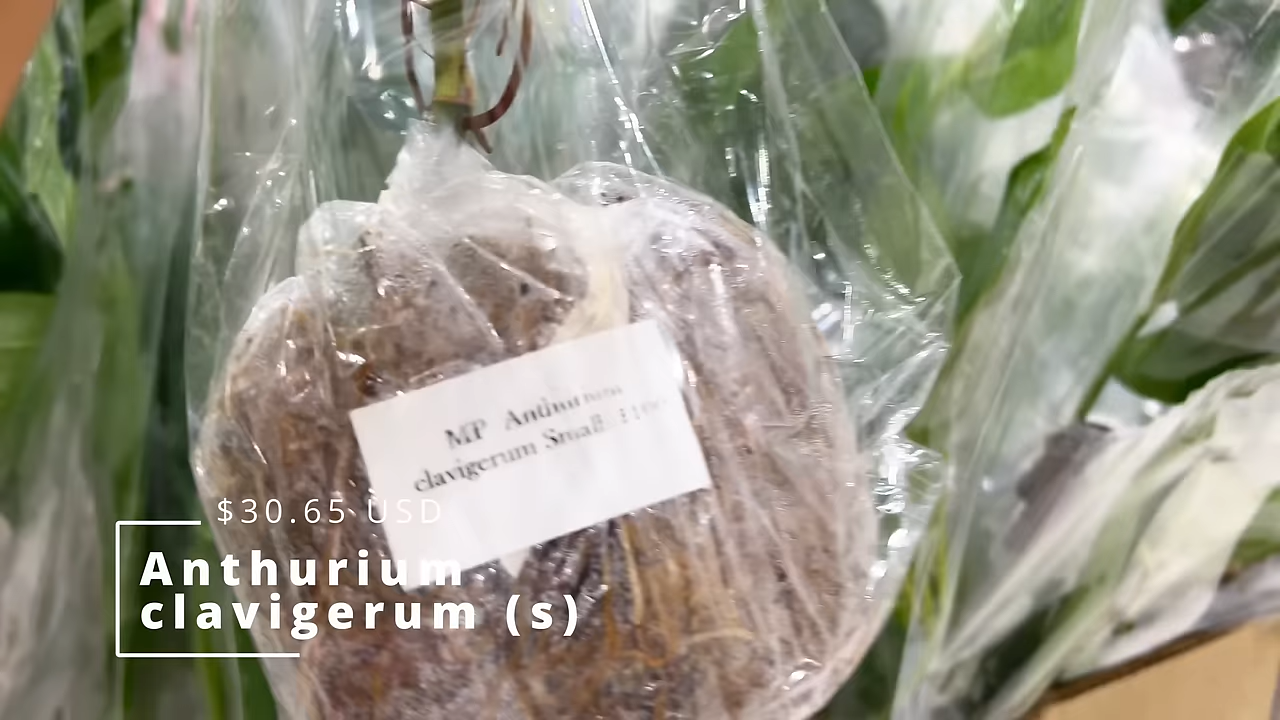 MP Anthurium
clavigerum Small
$30.65 USD
Anthurium
clavigerum (s)